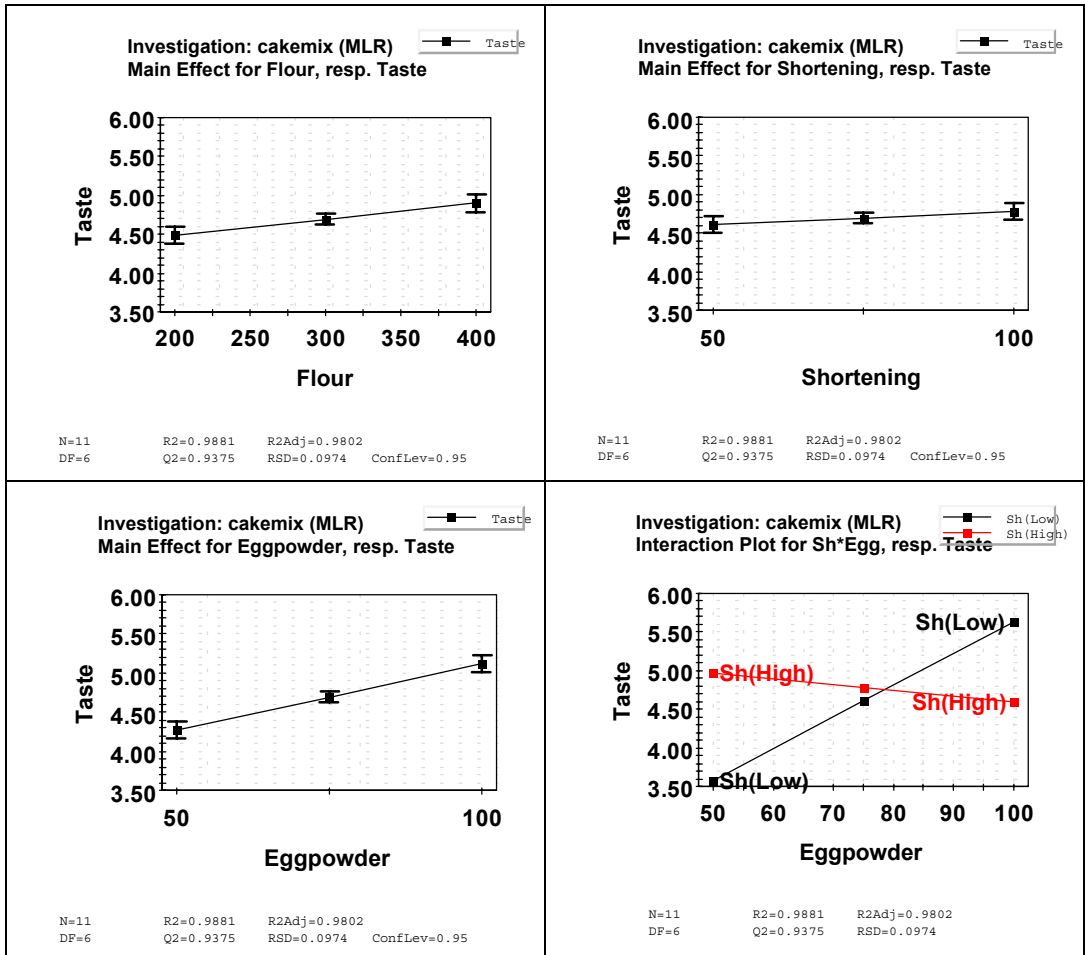 Investigation: cakemix (MLR)
Main Effect for Flour, resp. Taste
Taste
6.00
5.50
5.00
4.50
4.00
3.50
Taste
200 250 300 350 400
Flour
N=11 R2=0.9881 R2Adj=0.9802
DF=6 Q2=0.9375 RSD=0.0974 ConfLev=0.95
Investigation: cakemix (MLR)
Main Effect for Shortening, resp. Taste
Taste
6.00
5.50
5.00
4.50
4.00
3.50
Taste
50 100
Shortening
N=11 R2=0.9881 R2Adj=0.9802
DF=6 Q2=0.9375 RSD=0.0974 ConfLev=0.95
Investigation: cakemix (MLR)
Main Effect for Eggpowder, resp. Taste
Taste
6.00
5.50
5.00
4.50
4.00
3.50
Taste
50 100
Eggpowder
N=11 R2=0.9881 R2Adj=0.9802
DF=6 Q2=0.9375 RSD=0.0974 ConfLev=0.95
Investigation: cakemix (MLR)
Interaction Plot for Sh*Egg, resp. Taste
Sh(Low)
Sh(High)
6.00
5.50
5.00
4.50
4.00
3.50
Taste
Sh(Low)
Sh(High)
Sh(High)
Sh(Low)
50 60 70 80 90 100
Eggpowder
N=11 R2=0.9881 R2Adj=0.9802
DF=6 Q2=0.9375 RSD=0.0974